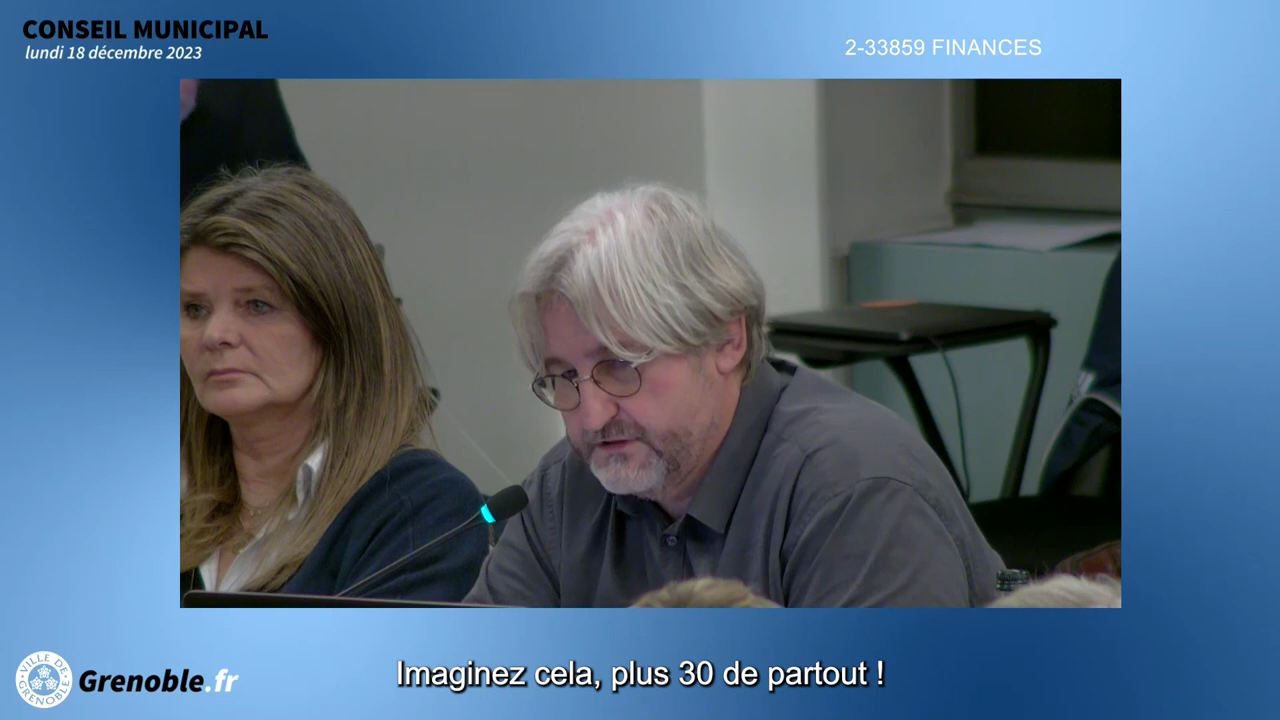 CONSEIL MUNICIPAL
lundi 18 décembre 2023
2-33859 FINANCES
VILLE DE
GRENOBLE
Grenoble.fr
Imaginez cela, plus 30 de partout !